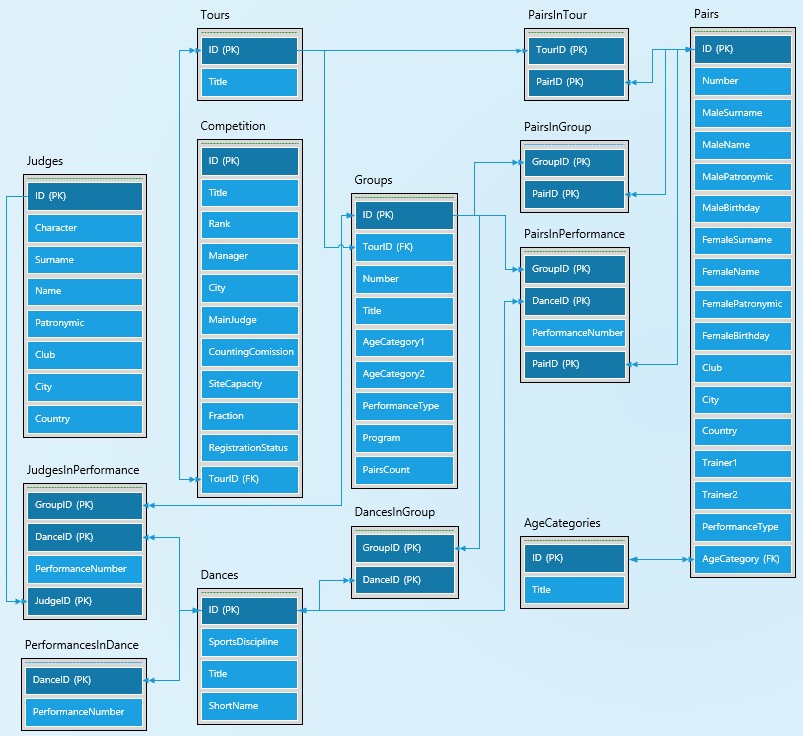 Tours
ID (PK)
Title
PairsInTour
TourID (PK)
PairID (PK)
Pairs
ID (PK)
Number
MaleSurname
MaleName
MalePatronymic
MaleBirthday
FemaleSurname
FemaleName
FemalePatronymic
FemaleBirthday
Club
City
Country
Trainer1
Trainer2
PerformanceType
AgeCategory (FK)
Competition
ID (PK)
Title
Rank
Manager
City
MainJudge
CountingComission
SiteCapacity
Fraction
RegistrationStatus
TourID (FK)
PairsInGroup
GroupID (PK)
PairID (PK)
Judges
ID (PK)
Character
Surname
Name
Patronymic
Club
City
Country
Groups
ID (PK)
TourID (FK)
Number
Title
AgeCategory1
AgeCategory2
PerformanceType
Program
PairsCount
PairsInPerformance
GroupID (PK)
DanceID (PK)
PerformanceNumber
PairID (PK)
JudgesInPerformance
GroupID (PK)
DanceID (PK)
PerformanceNumber
JudgeID (PK)
DancesInGroup
GroupID (PK)
DanceID (PK)
AgeCategories
ID (PK)
Title
Dances
ID (PK)
SportsDiscipline
Title
ShortName
PerformancesInDance
DanceID (PK)
PerformanceNumber